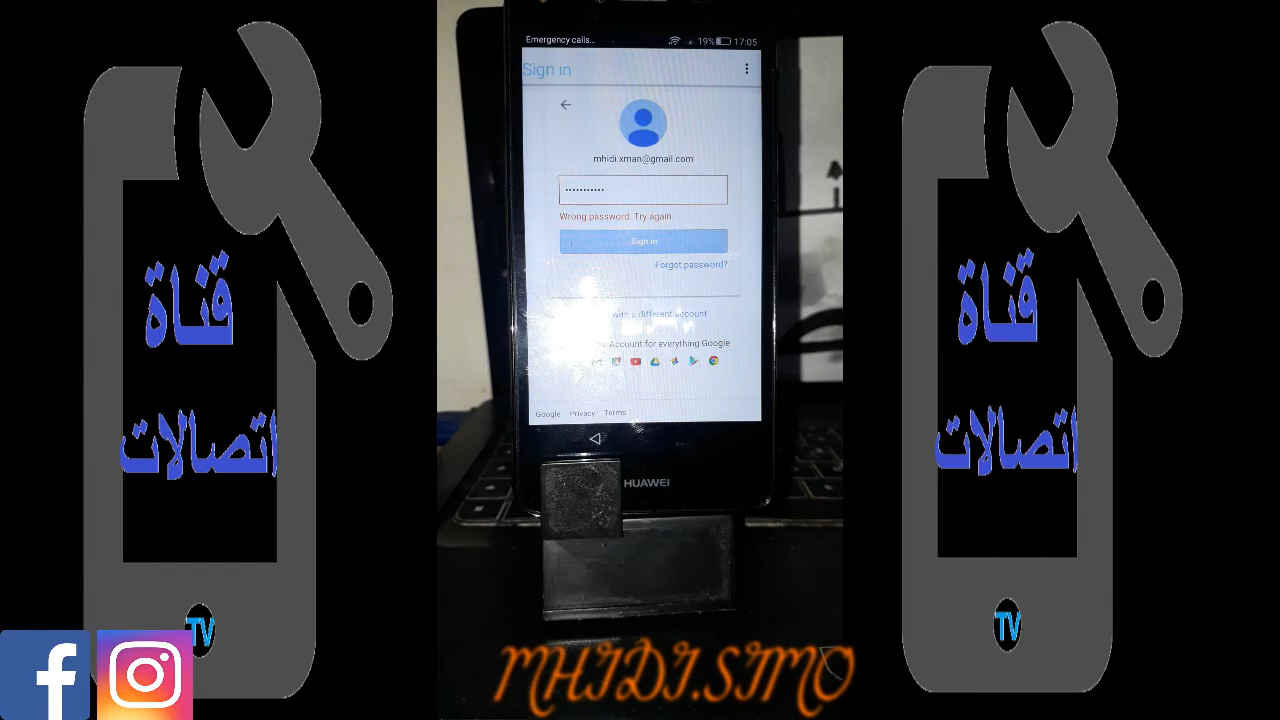 Emergency calls... 19% 17:05
Sign in
mhidi.xman@gmail.com
•••••••••••
Wrong password. Try again.
Sign in
Forgot password?
with a different account
Account for everything Google
Google Privacy Terms
HUAWEI
قناة
اتصالات
TV
قناة
اتصالات
TV
MHIDI.SIMO